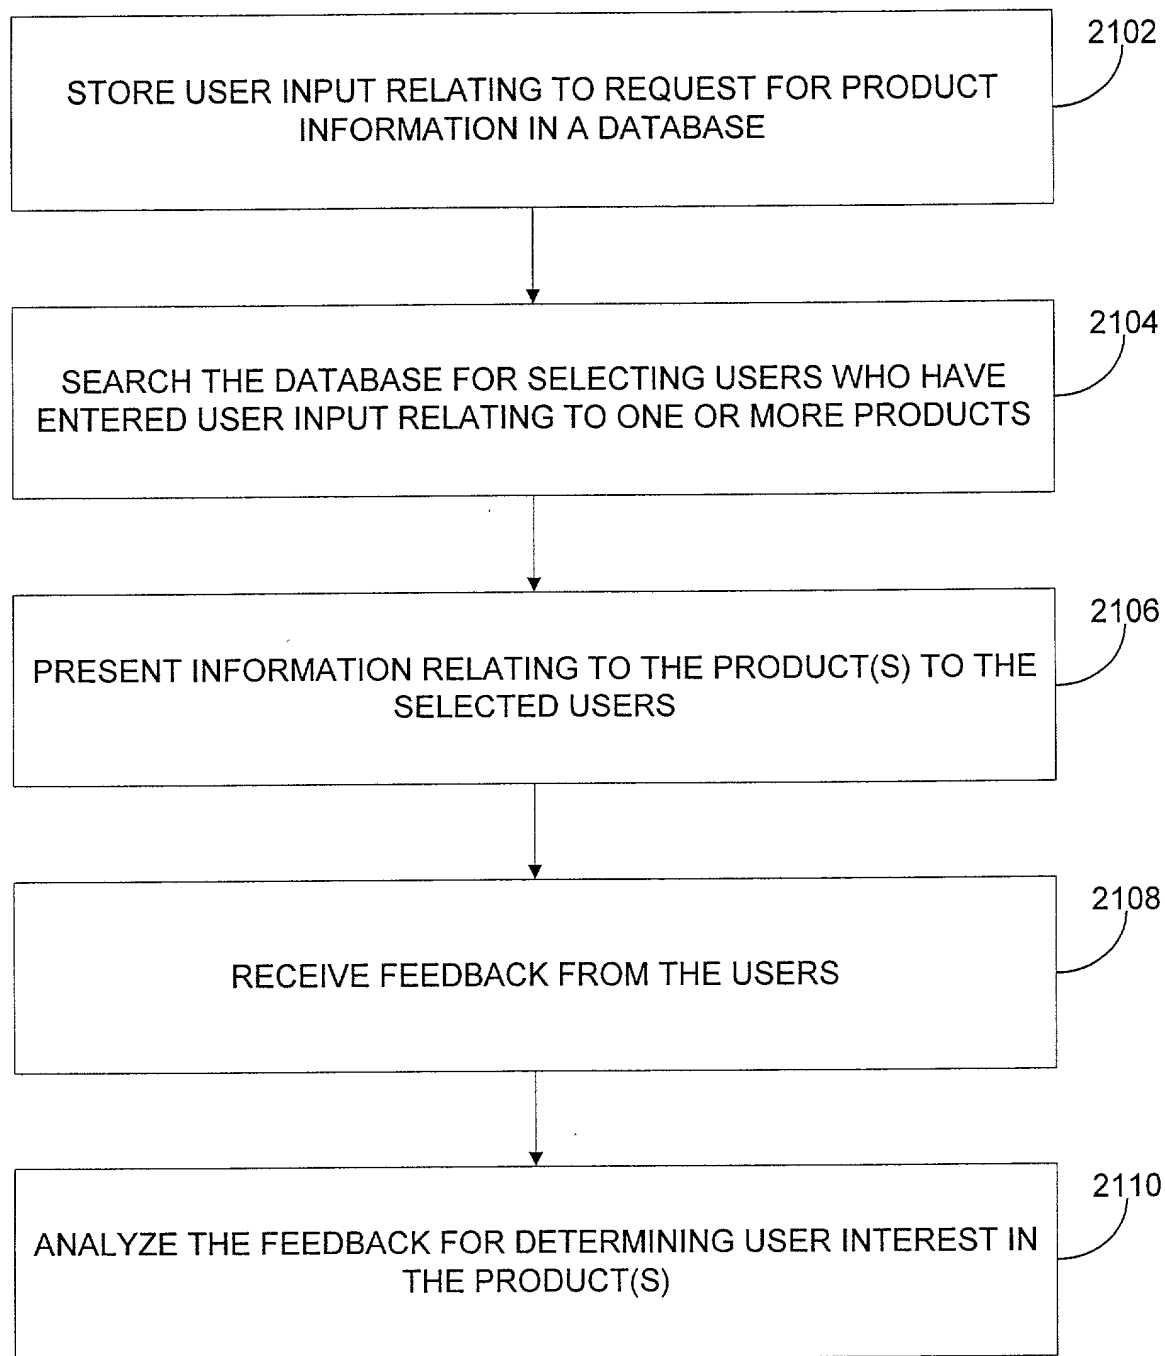 2102
STORE USER INPUT RELATING TO REQUEST FOR PRODUCT
INFORMATION IN A DATABASE
2104
SEARCH THE DATABASE FOR SELECTING USERS WHO HAVE
ENTERED USER INPUT RELATING TO ONE OR MORE PRODUCTS
2106
PRESENT INFORMATION RELATING TO THE PRODUCT(S) TO THE
SELECTED USERS
2108
RECEIVE FEEDBACK FROM THE USERS
2110
ANALYZE THE FEEDBACK FOR DETERMINING USER INTEREST IN
THE PRODUCT(S)